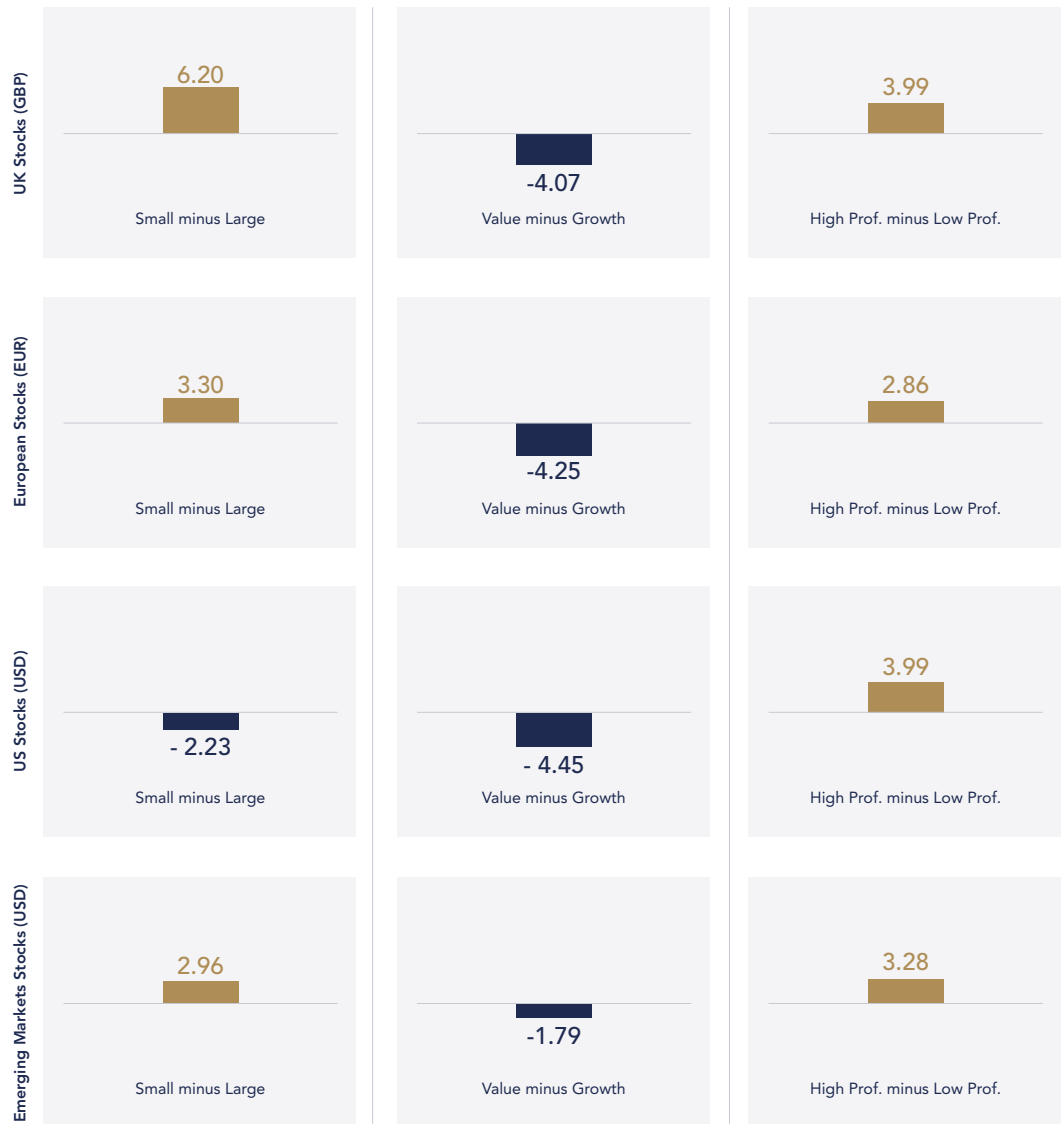 UK Stocks (GBP)
6.20
Small minus Large
-4.07
Value minus Growth
3.99
High Prof. minus Low Prof.
European Stocks (EUR)
3.30
Small minus Large
-4.25
Value minus Growth
2.86
High Prof. minus Low Prof.
US Stocks (USD)
- 2.23
Small minus Large
- 4.45
Value minus Growth
3.99
High Prof. minus Low Prof.
Emerging Markets Stocks (USD)
2.96
Small minus Large
-1.79
Value minus Growth
3.28
High Prof. minus Low Prof.